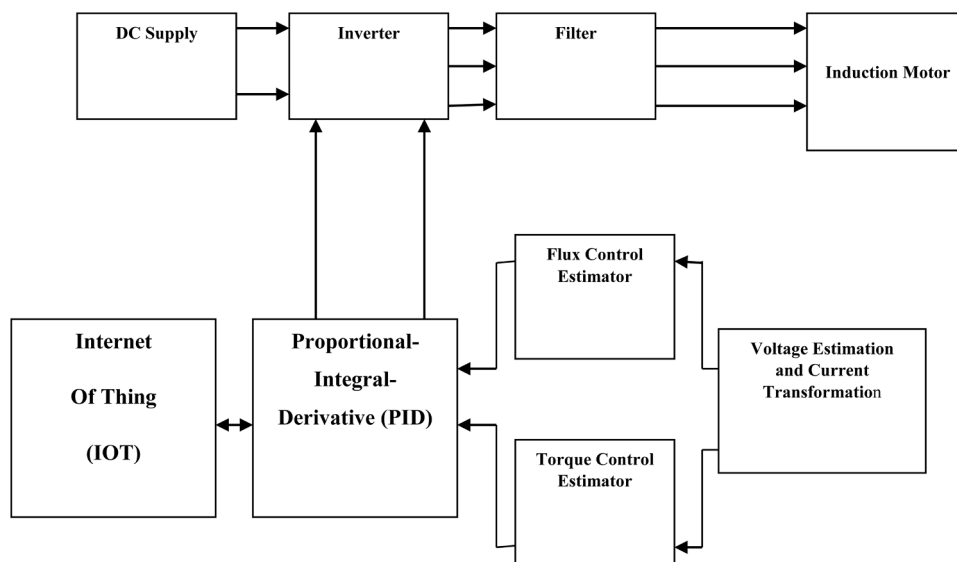 DC Supply
Inverter
Filter
Induction Motor
Flux Control
Estimator
Internet
Of Thing
(IOT)
Proportional-
Integral-
Derivative (PID)
Voltage Estimation
and Current
Transformation
Torque Control
Estimator